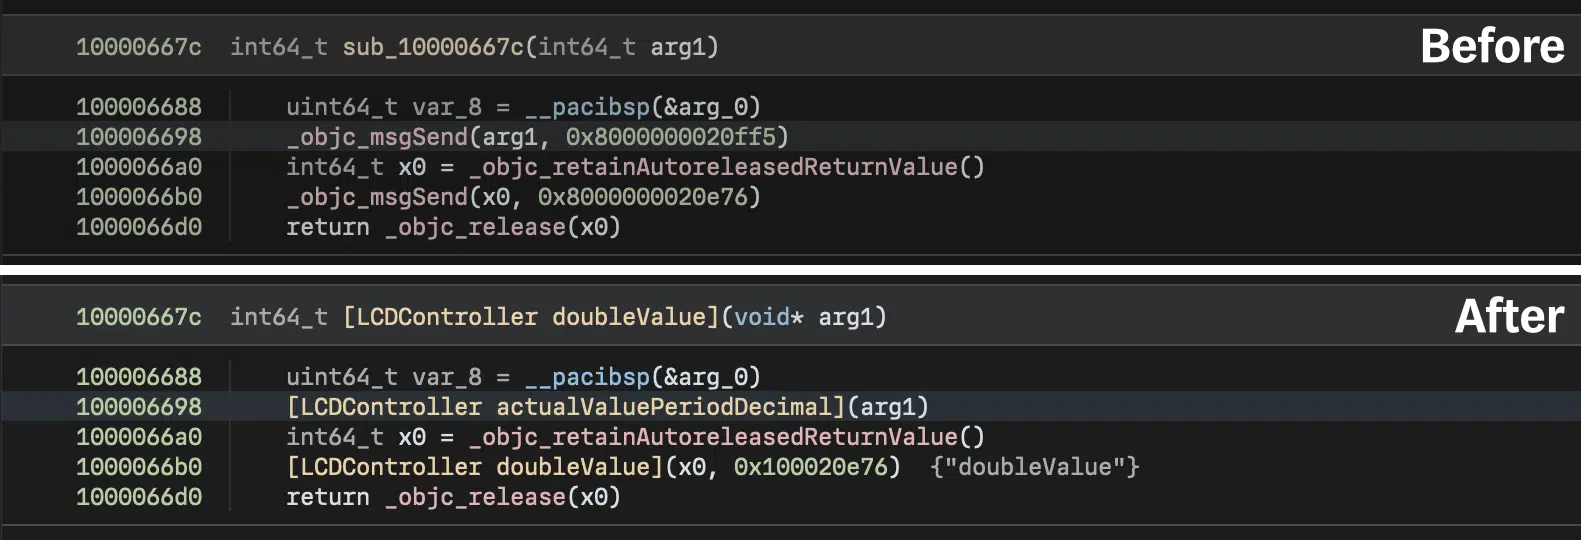 10000667c int64_t sub_10000667c(int64_t arg1)
Before
100006688 uint64_t var_8 = __pacibsp(&arg_0)
100006698 _objc_msgSend(arg1, 0x8000000020ff5)
1000066a0 int64_t x0 = _objc_retainAutoreleasedReturnValue()
1000066b0 _objc_msgSend(x0, 0x8000000020e76)
1000066d0 return _objc_release(x0)
10000667c int64_t [LCDController doubleValue](void* arg1)
After
100006688 uint64_t var_8 = __pacibsp(&arg_0)
100006698 [LCDController actualValuePeriodDecimal](arg1)
1000066a0 int64_t x0 = _objc_retainAutoreleasedReturnValue()
1000066b0 [LCDController doubleValue](x0, 0x100020e76) {"doubleValue"}
1000066d0 return _objc_release(x0)